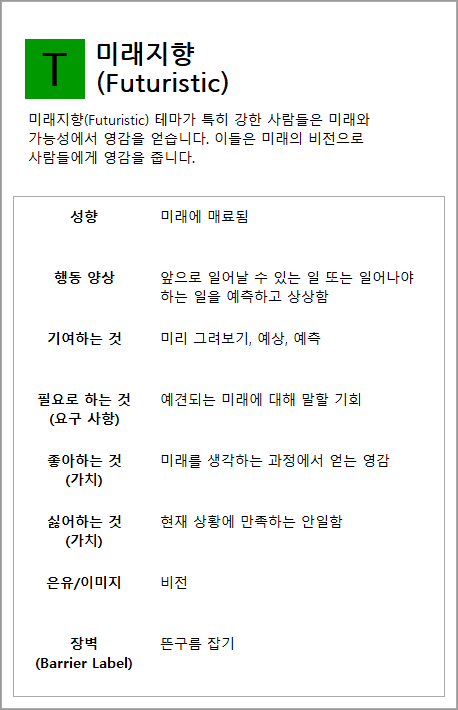 T
미래지향
(Futuristic)
미래지향(Futuristic) 테마가 특히 강한 사람들은 미래와
가능성에서 영감을 얻습니다. 이들은 미래의 비전으로
사람들에게 영감을 줍니다.
성향 미래에 매료됨
행동 양상 앞으로 일어날 수 있는 일 또는 일어나야
하는 일을 예측하고 상상함
기여하는 것 미리 그려보기, 예상, 예측
필요로 하는 것 예견되는 미래에 대해 말할 기회
(요구 사항)
좋아하는 것 미래를 생각하는 과정에서 얻는 영감
(가치)
싫어하는 것 현재 상황에 만족하는 안일함
(가치)
은유/이미지 비전
장벽 뜬구름 잡기
(Barrier Label)